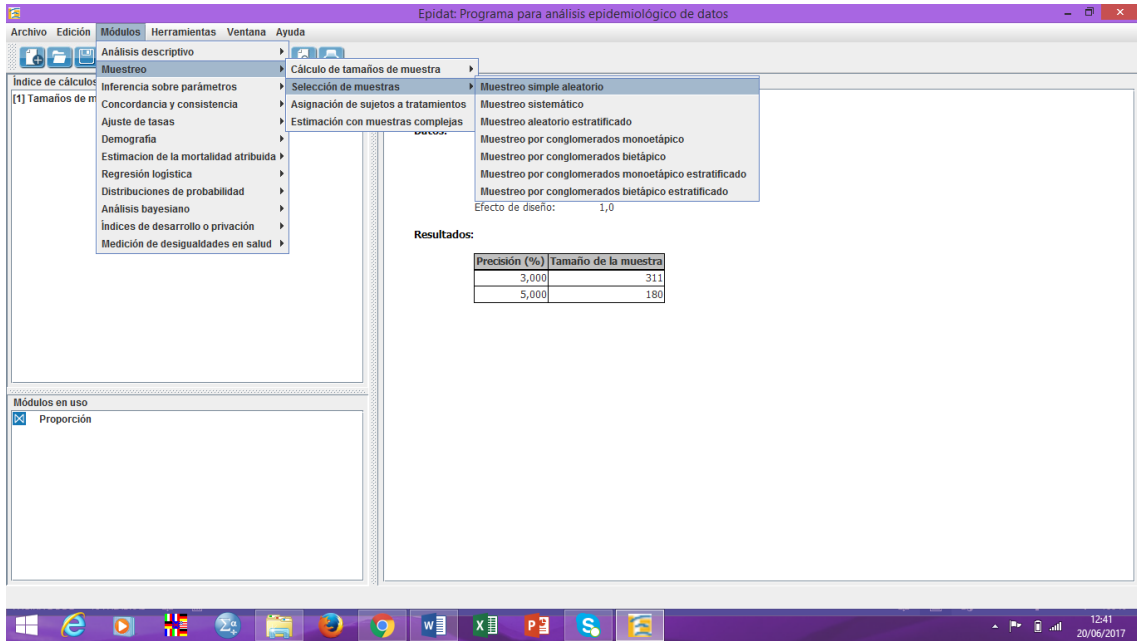 Epidat: Programa para análisis epidemiológico de datos
Archivo Edición Módulos Herramientas Ventana Ayuda
Análisis descriptivo
Muestreo
Inferencia sobre parámetros
Concordancia y consistencia
Ajuste de tasas
Demografia
Estimacion de la mortalidad atribuida
Regresión logística
Distribuciones de probabilidad
Análisis bayesiano
Índices de desarrollo o privación
Medición de desigualdades en salud
Cálculo de tamaños de muestra
Selección de muestras
Asignación de sujetos a tratamientos
Estimación con muestras complejas
Muestreo simple aleatorio
Muestreo sistemático
Muestreo aleatorio estratificado
Muestreo por conglomerados monoetápico
Muestreo por conglomerados bietápico
Muestreo por conglomerados monoetápico estratificado
Muestreo por conglomerados bietápico estratificado
Índice de cálculos
[1] Tamaños de m
Datos:
Efecto de diseño: 1,0
Resultados:
Precisión (%) Tamaño de la muestra
3,000 311
5,000 180
Módulos en uso
Proporción
12:41
20/06/2017